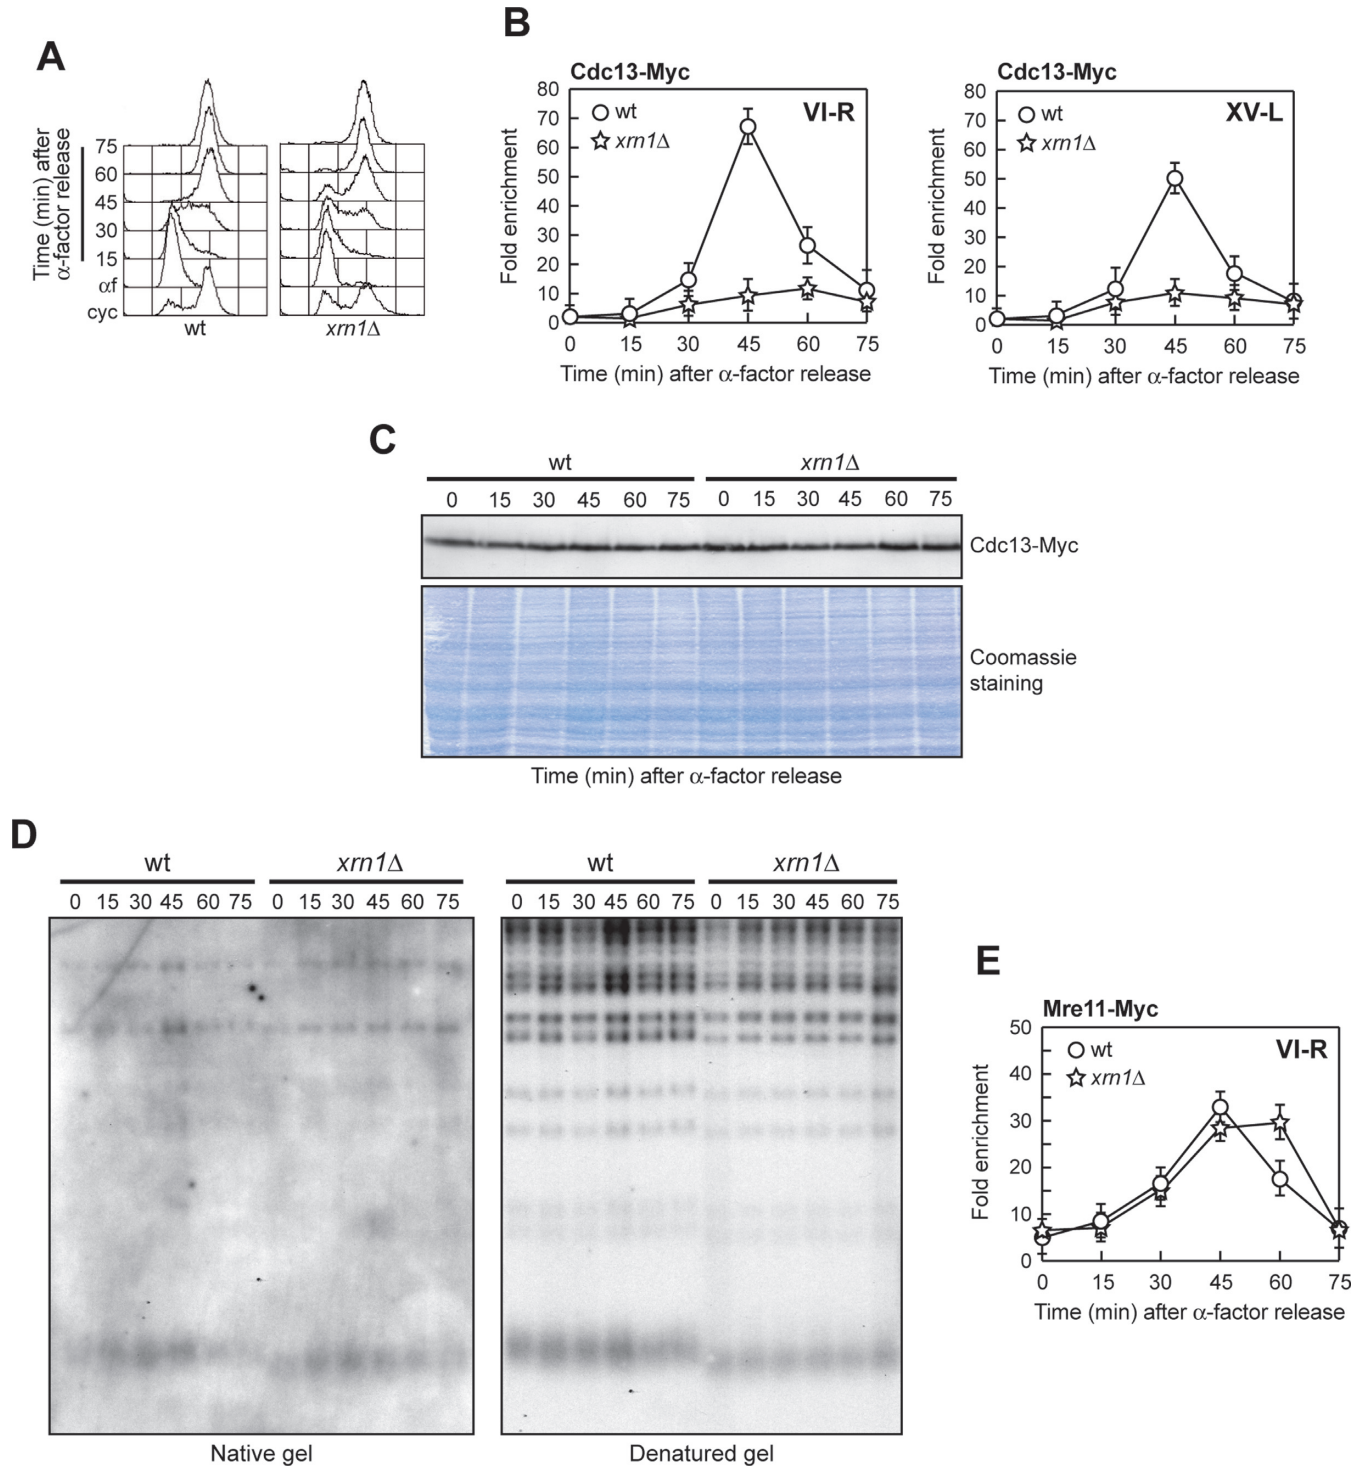 A
Time (min) after
α-factor release
75
60
45
30
15
αf
cyc
wt
xrn1Δ
B
Cdc13-Myc
VI-R
wt
xrn1Δ
Fold enrichment
80
70
60
50
40
30
20
10
0
0 15 30 45 60 75
Time (min) after α-factor release
Cdc13-Myc
XV-L
wt
xrn1Δ
Fold enrichment
80
70
60
50
40
30
20
10
0
0 15 30 45 60 75
Time (min) after α-factor release
C
wt xrn1Δ
0 15 30 45 60 75 0 15 30 45 60 75
Cdc13-Myc
Coomassie
staining
Time (min) after α-factor release
D
wt xrn1Δ
0 15 30 45 60 75 0 15 30 45 60 75
Native gel
wt xrn1Δ
0 15 30 45 60 75 0 15 30 45 60 75
Denatured gel
E
Mre11-Myc
VI-R
wt
xrn1Δ
Fold enrichment
50
40
30
20
10
0
0 15 30 45 60 75
Time (min) after α-factor release